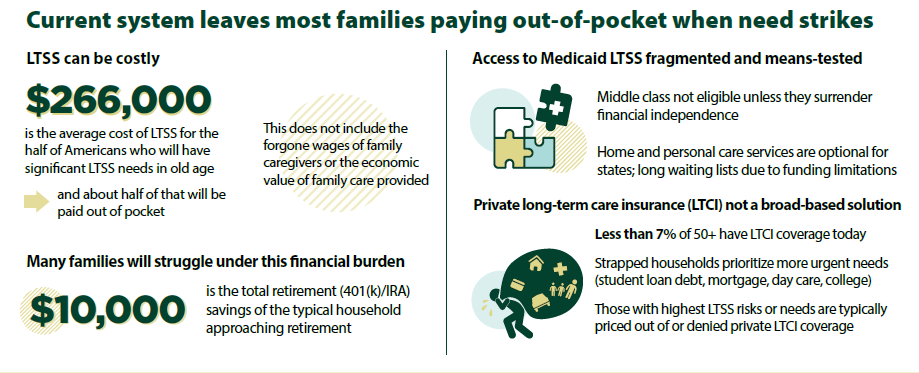 Current system leaves most families paying out-of-pocket when need strikes
LTSS can be costly
$266,000
is the average cost of LTSS for the
half of Americans who will have
significant LTSS needs in old age
and about half of that will be
paid out of pocket
This does not include the
forgone wages of family
caregivers or the economic
value of family care provided
Many families will struggle under this financial burden
$10,000
is the total retirement (401(k)/IRA)
savings of the typical household
approaching retirement
Access to Medicaid LTSS fragmented and means-tested
Middle class not eligible unless they surrender
financial independence
Home and personal care services are optional for
states; long waiting lists due to funding limitations
Private long-term care insurance (LTCI) not a broad-based solution
Less than 7% of 50+ have LTCI coverage today
Strapped households prioritize more urgent needs
(student loan debt, mortgage, day care, college)
Those with highest LTSS risks or needs are typically
priced out of or denied private LTCI coverage